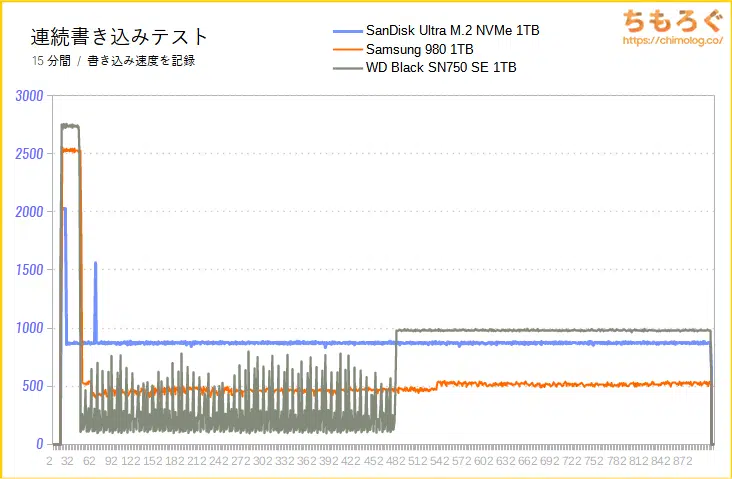 連続書き込みテスト
15 分間 / 書き込み速度を記録
SanDisk Ultra M.2 NVMe 1TB
Samsung 980 1TB
WD Black SN750 SE 1TB
ちもろぐ
https://chimolog.co/
3000
2500
2000
1500
1000
500
0
2 32 62 92 122 152 182 212 242 272 302 332 362 392 422 452 482 512 542 572 602 632 662 692 722 752 782 812 842 872